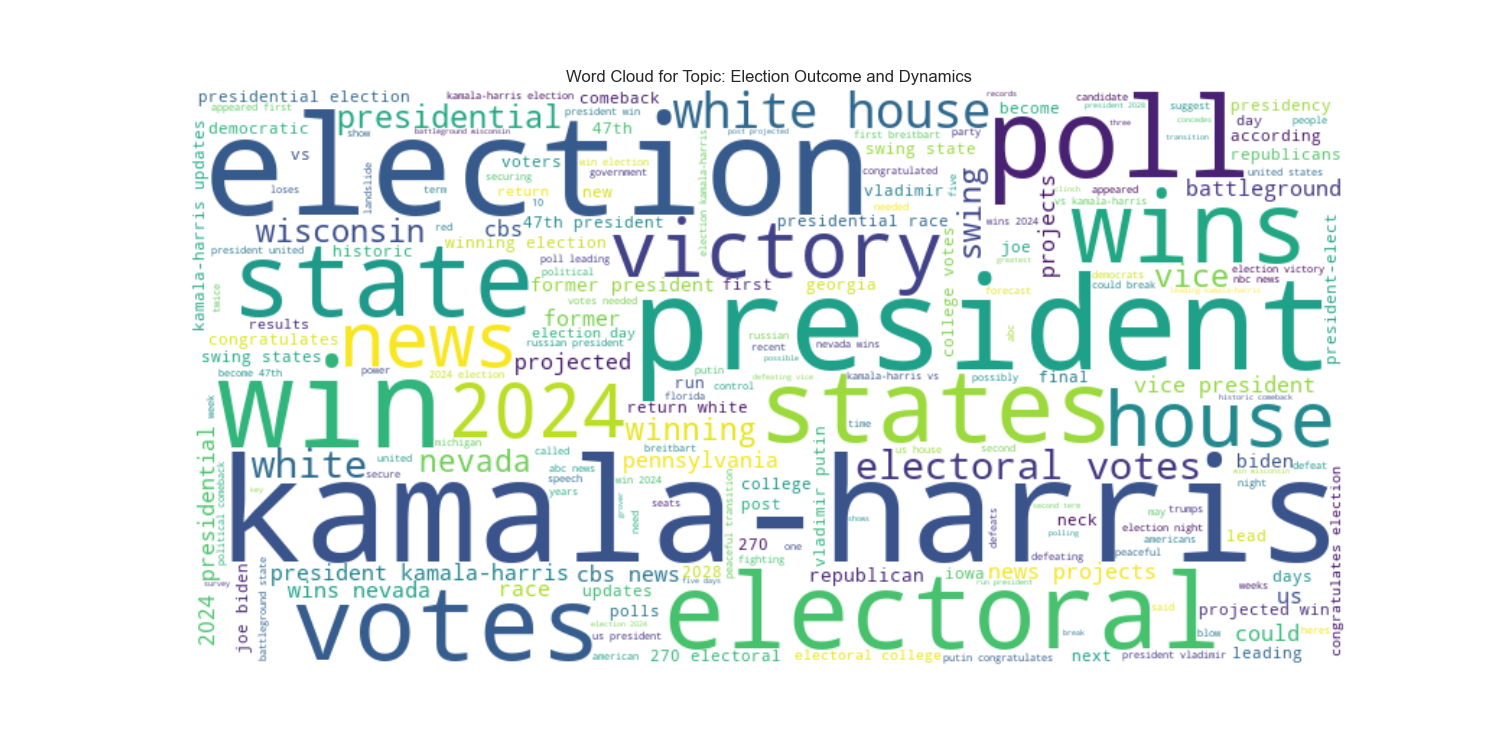 Word Cloud for Topic: Election Outcome and Dynamics
presidential election
kamala-harris election
comeback
white house
records
become
candidate
president 2028
suggest
presidency
appeared first
presidential
president win
47th
poll
three
concedes
day
people
democratic
show
battleground wisconsin
post projected
first breitbart
party
according
election
vs
voters
win election
swing state
transition
republicans
kamala-harris updates
government
congratulated
five
swing
united states
loses
landslide
term
securing
return
new
election kamala-harris
vladimir
projects
clinch
appeared
battleground
10
needed
vs kamala-harris
wisconsin
red
cbs
47th president
victory
presidential race
wins 2024
wins
president united
historic
winning election
college votes
joe
greatest
president-elect
state
poll leading
political
former president
first
georgia
democrats
could break
vice
election victory
nbc news
forecast
leading kamala-harris
twice
votes needed
president
results
news
former
election day
russian
abc
congratulates
russian president
recent
nevada wins
swing states
projected
possible
become 47th
power
2024 election
putin
defeating vice
kamala-harris vs
possibly
final
vice president
win
2024
run
control
states
historic comeback
florida
house
week
return white
winning
time
michigan
breitbart
us house
second
white
united
nevada
called
pennsylvania
vladimir putin
electoral votes
biden
defeat
secure
abc news
win wisconsin
2024 presidential
political comeback
speech
college
night
key
years
win 2024
kamala-harris
post
second term
may
trumps
congratulates election
grover
need
seats
peaceful transition
shows
neck
election night
defeats
polling
americans
lead
270
one
defeating
peaceful
fighting
joe biden
battleground state
president kamala-harris
cbs news
2028
republican
iowa
news projects
days
survey
wins nevada
race
updates
five days
run president
weeks
us
votes
polls
electoral
said
projected win
election 2024
us president
break
blow
could
heres
american
270 electoral
electoral college
putin congratulates
next
president vladimir
leading